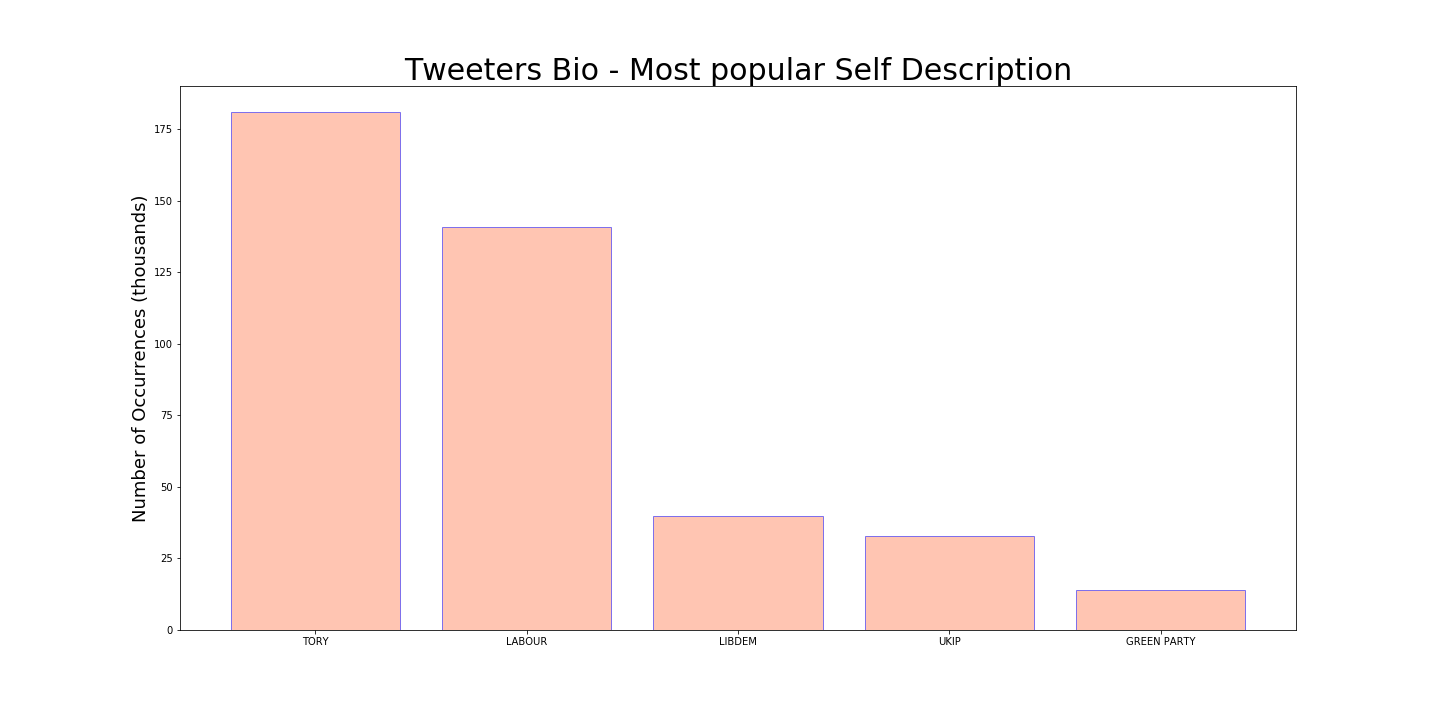 Tweeters Bio - Most popular Self Description
Number of Occurrences (thousands)
175
150
125
100
75
50
25
0
TORY LABOUR LIBDEM UKIP GREEN PARTY